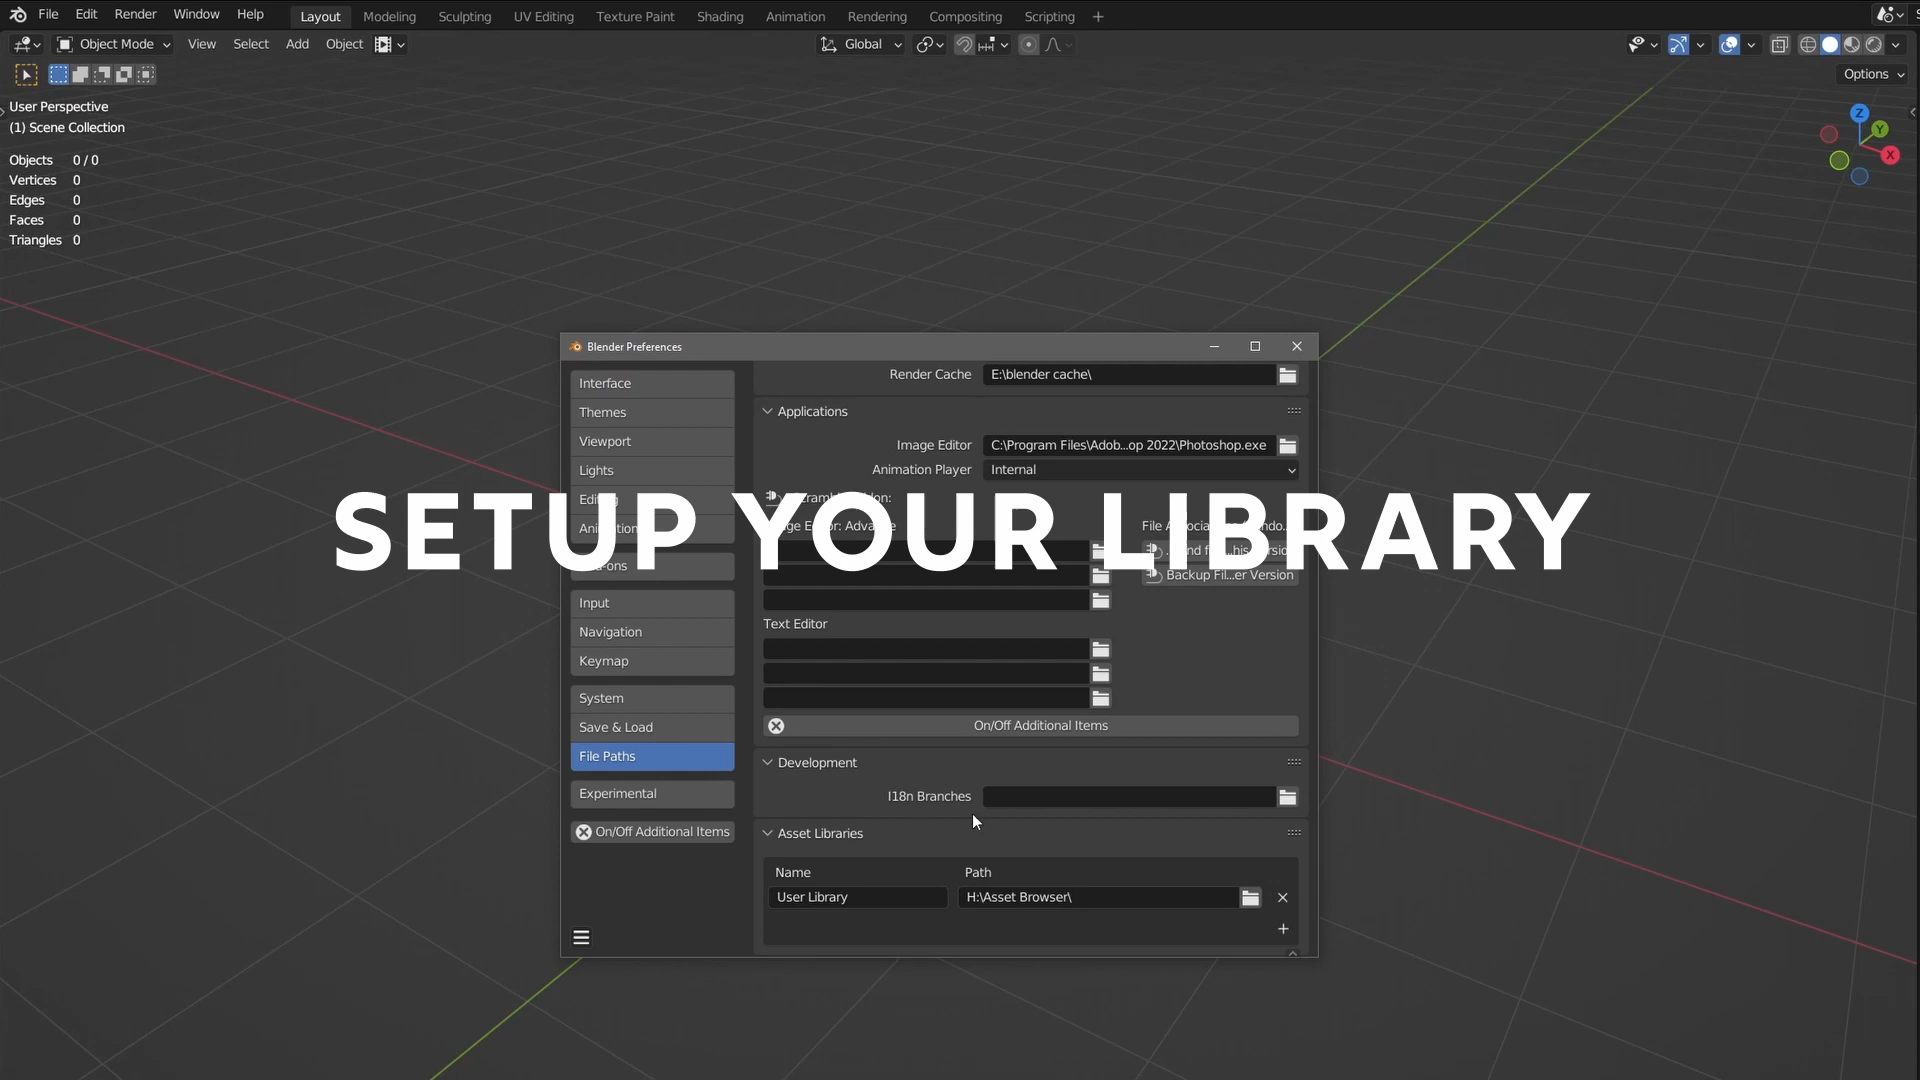 File Edit Render Window Help Layout Modeling Sculpting UV Editing Texture Paint Shading Animation Rendering Compositing Scripting +
Object Mode View Select Add Object Global
Options
User Perspective
(1) Scene Collection
Objects 0 / 0
Vertices 0
Edges 0
Faces 0
Triangles 0
Z
Y
X
Blender Preferences
Interface
Themes
Viewport
Lights
Input
Navigation
Keymap
System
Save & Load
File Paths
Experimental
On/Off Additional Items
Render Cache E:\blender cache\
Applications
Image Editor C:\Program Files\Adob...op 2022\Photoshop.exe
Animation Player Internal
SETUP YOUR LIBRARY
Backup Fil...er Version
Text Editor
On/Off Additional Items
Development
I18n Branches
Asset Libraries
Name Path
User Library H:\Asset Browser\